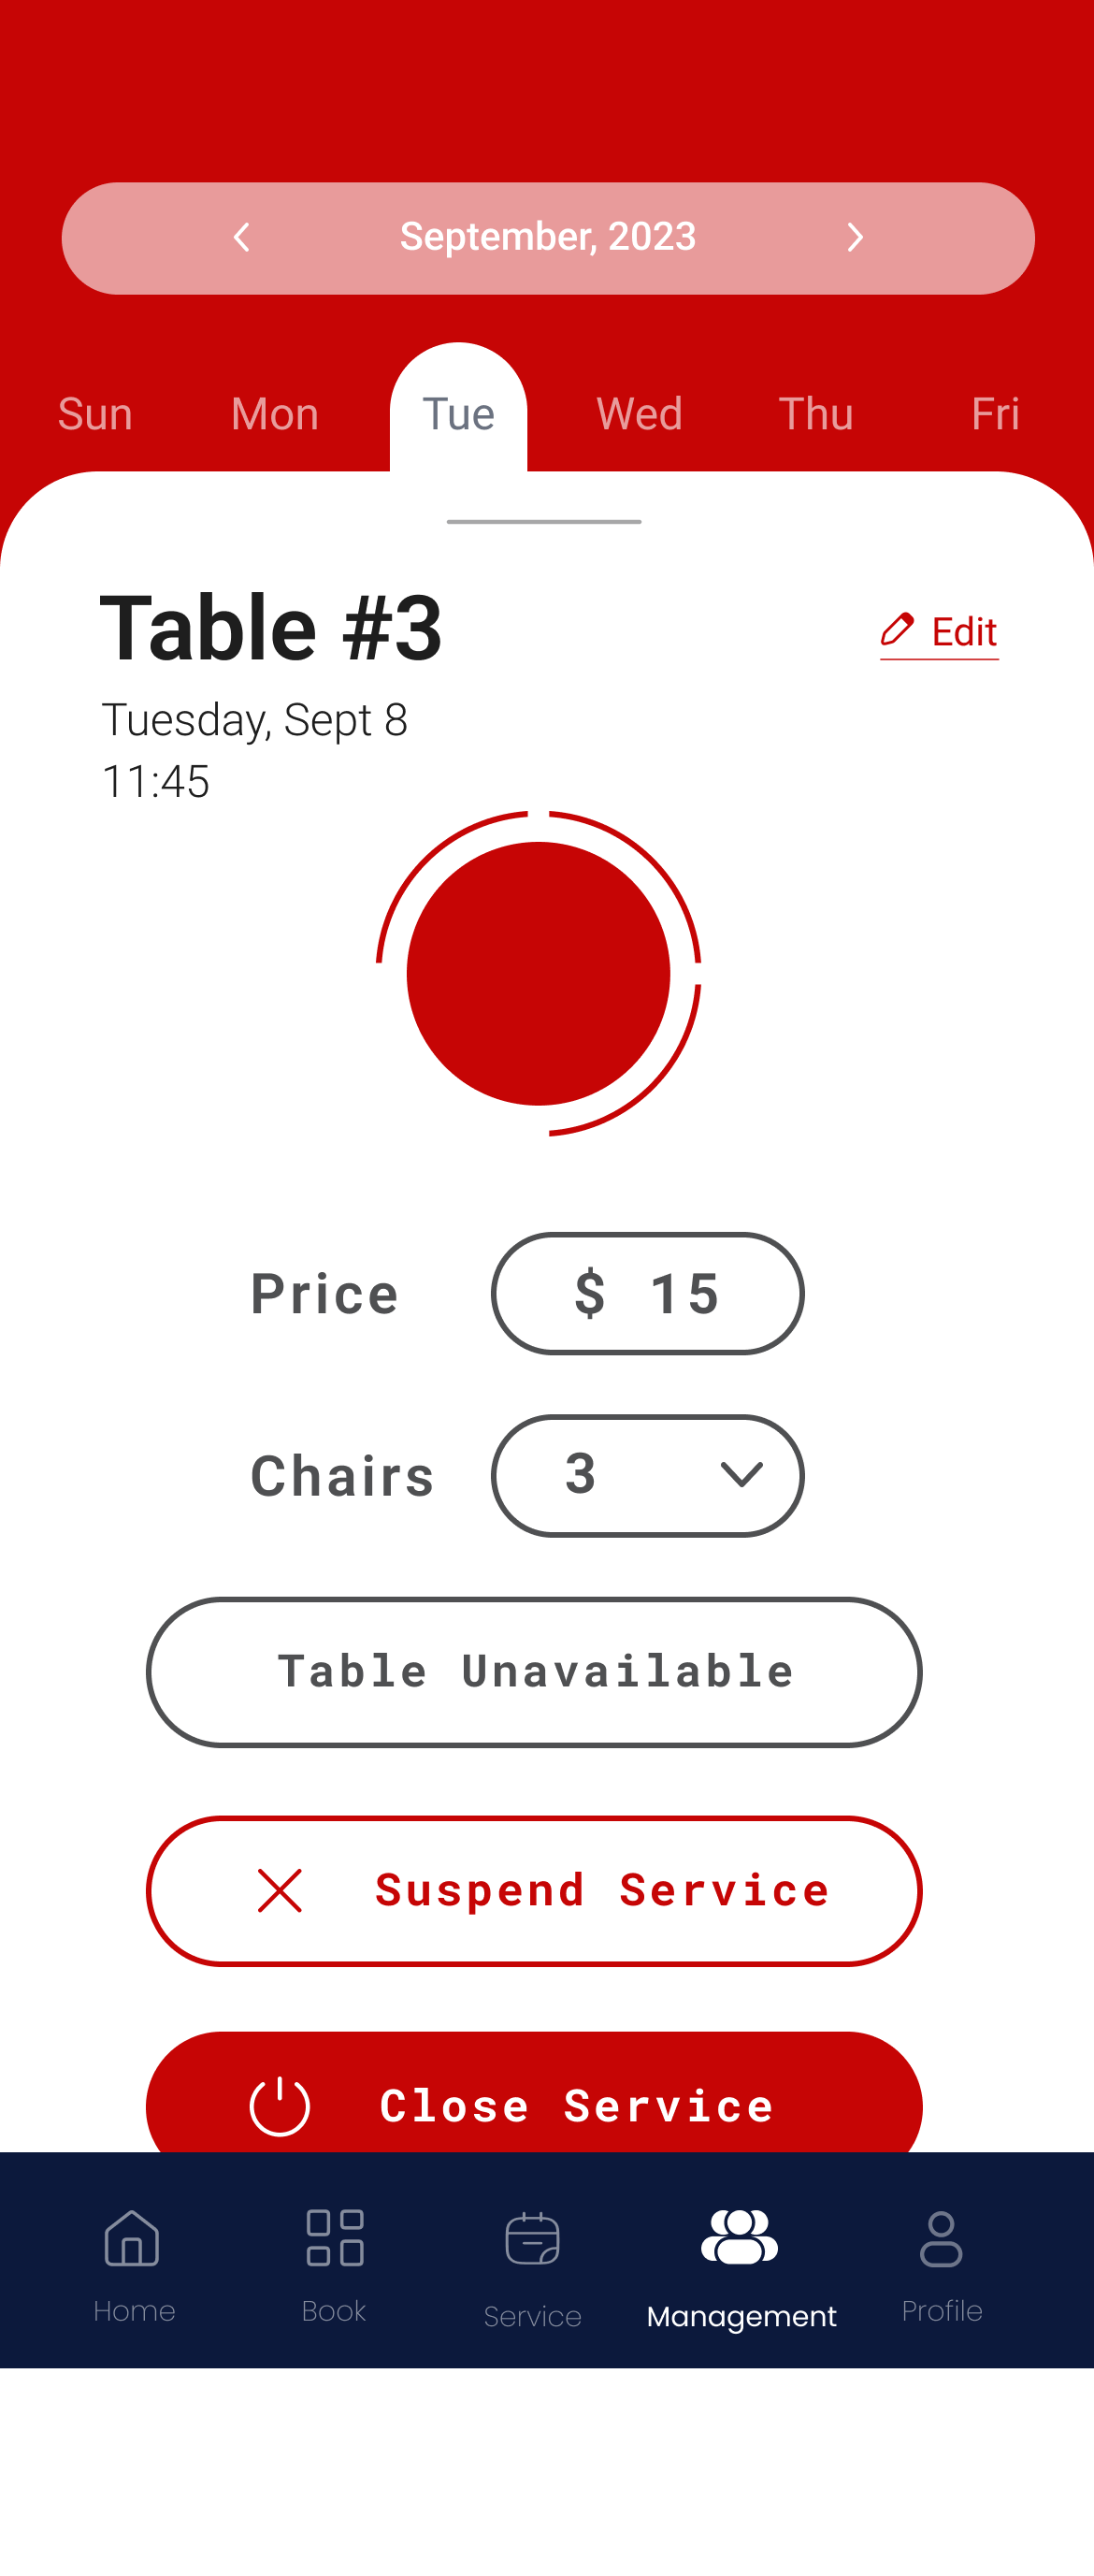 September, 2023
Sun Mon Tue Wed Thu Fri
Table #3
Edit
Tuesday, Sept 8
11:45
Price $ 15
Chairs 3
Table Unavailable
Suspend Service
Close Service
Home Book Service Management Profile